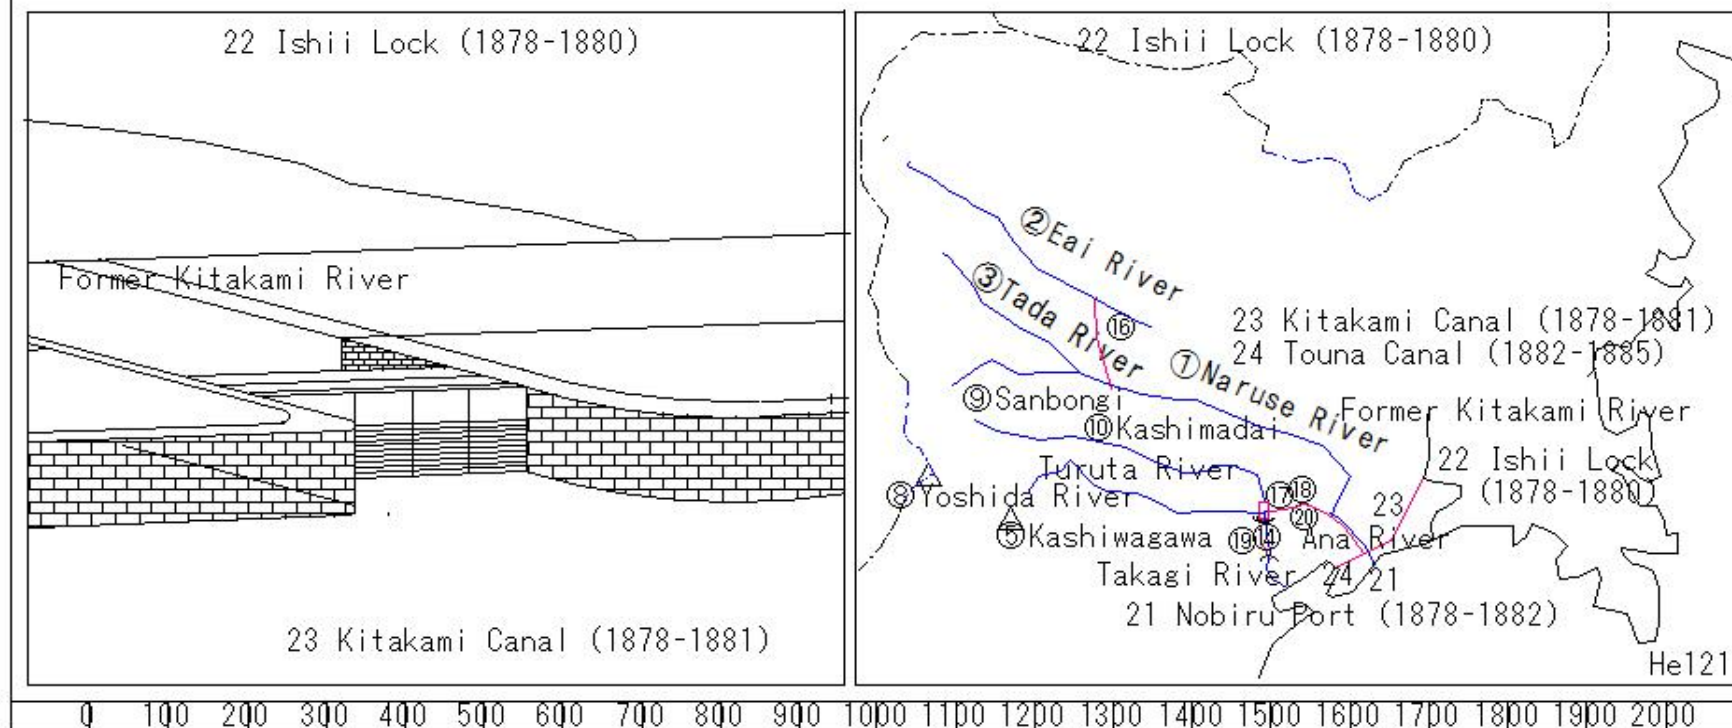 22 Ishii Lock (1878-1880)
Former Kitakami River
23 Kitakami Canal (1878-1881)
22 Ishii Lock (1878-1880)
②Eai River
③Tada River
⑯
23 Kitakami Canal (1878-1881)
24 Touna Canal (1882-1885)
①Naruse River
⑨Sanbongi
Former Kitakami River
⑩Kashimadai
Turuta River
22 Ishii Lock
(1878-1880)
⑧Yoshida River
⑰⑱
23
⑳
⑤Kashiwagawa
⑲⑭
Ana River
Takagi River
24
21
21 Nobiru Port (1878-1882)
He121
0 100 200 300 400 500 600 700 800 900 1000 1100 1200 1300 1400 1500 1600 1700 1800 1900 2000